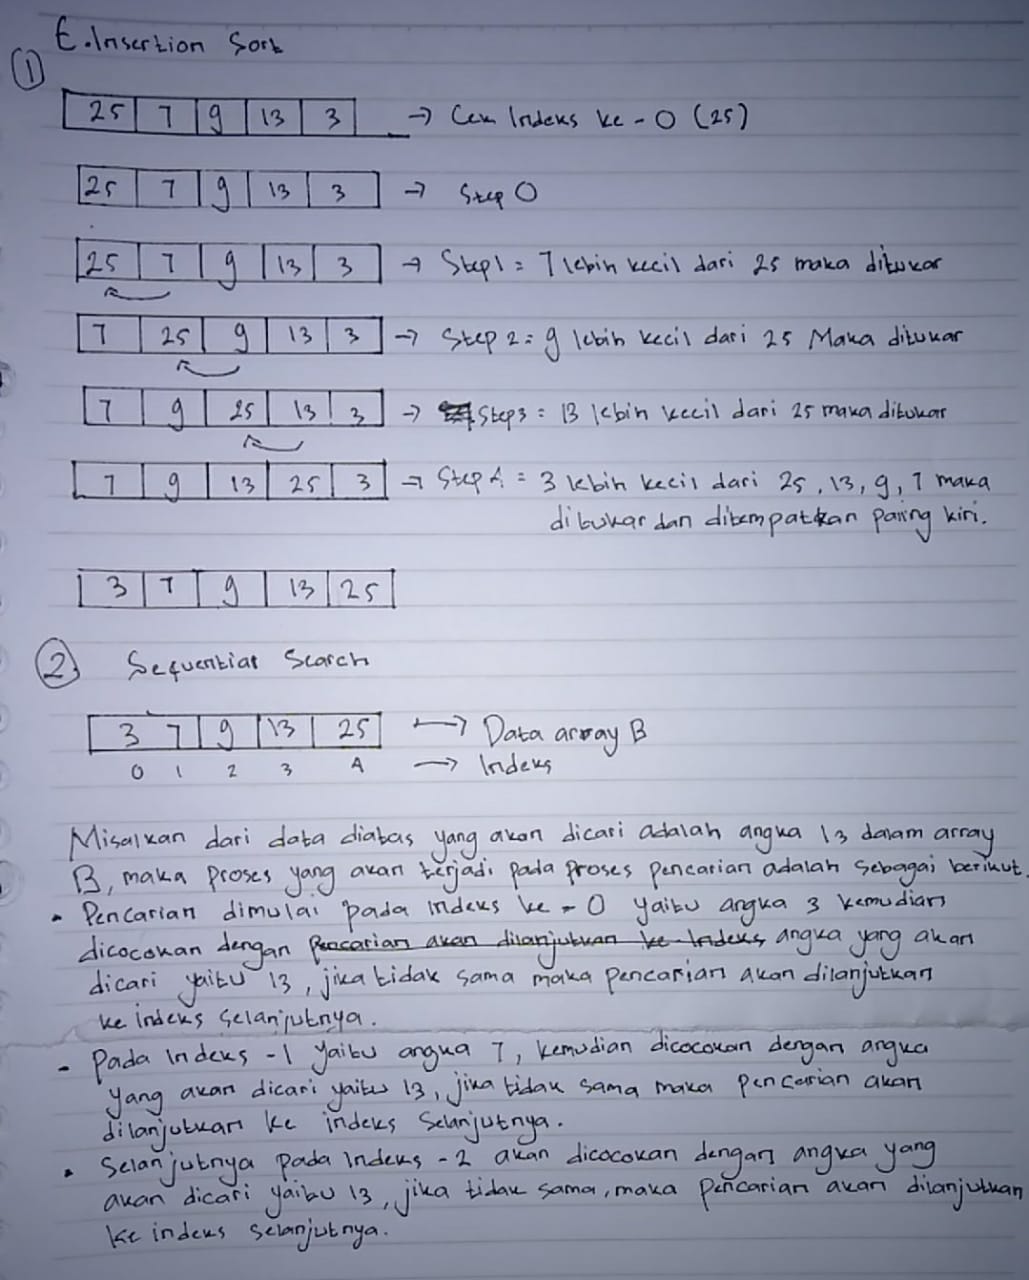 E. Insertion Sort
①
25 7 9 13 3 → Cek Indeks ke - 0 (25)
25 7 9 13 3 → Step 0
25 7 9 13 3 → Step 1 = 7 lebih kecil dari 25 maka ditukar
7 25 9 13 3 → Step 2 = 9 lebih kecil dari 25 Maka ditukar
7 9 25 13 3 → Step 3 = 13 lebih kecil dari 25 maka ditukar
7 9 13 25 3 → Step 4 = 3 lebih kecil dari 25, 13, 9, 7 maka
ditukar dan ditempatkan paling kiri.
3 7 9 13 25
②. Sequential Search
3 7 9 13 25 → Data array B
0 1 2 3 4 → Indeks
Misalkan dari data diatas yang akan dicari adalah angka 13 dalam array
B, maka proses yang akan terjadi pada proses pencarian adalah sebagai berikut.
• Pencarian dimulai pada indeks ke - 0 yaitu angka 3 kemudian
dicocokan dengan pencarian akan dilanjutkan ke indeks angka yang akan
dicari yaitu 13, jika tidak sama maka pencarian akan dilanjutkan
ke indeks selanjutnya.
- Pada Indeks - 1 yaitu angka 7, kemudian dicocokan dengan angka
yang akan dicari yaitu 13, jika tidak sama maka pencarian akan
dilanjutkan ke indeks selanjutnya.
• Selanjutnya pada Indeks - 2 akan dicocokan dengan angka yang
akan dicari yaitu 13, jika tidak sama, maka pencarian akan dilanjutkan
ke indeks selanjutnya.